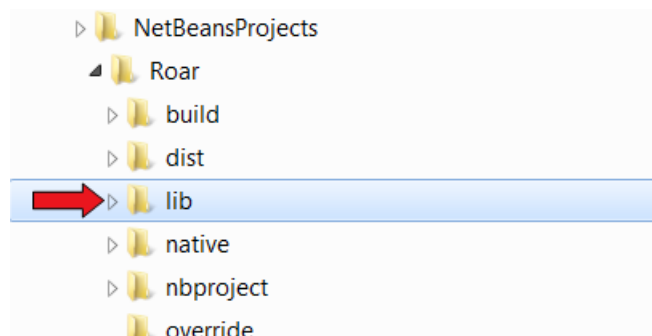 NetBeansProjects
Roar
build
dist
lib
native
nbproject
override